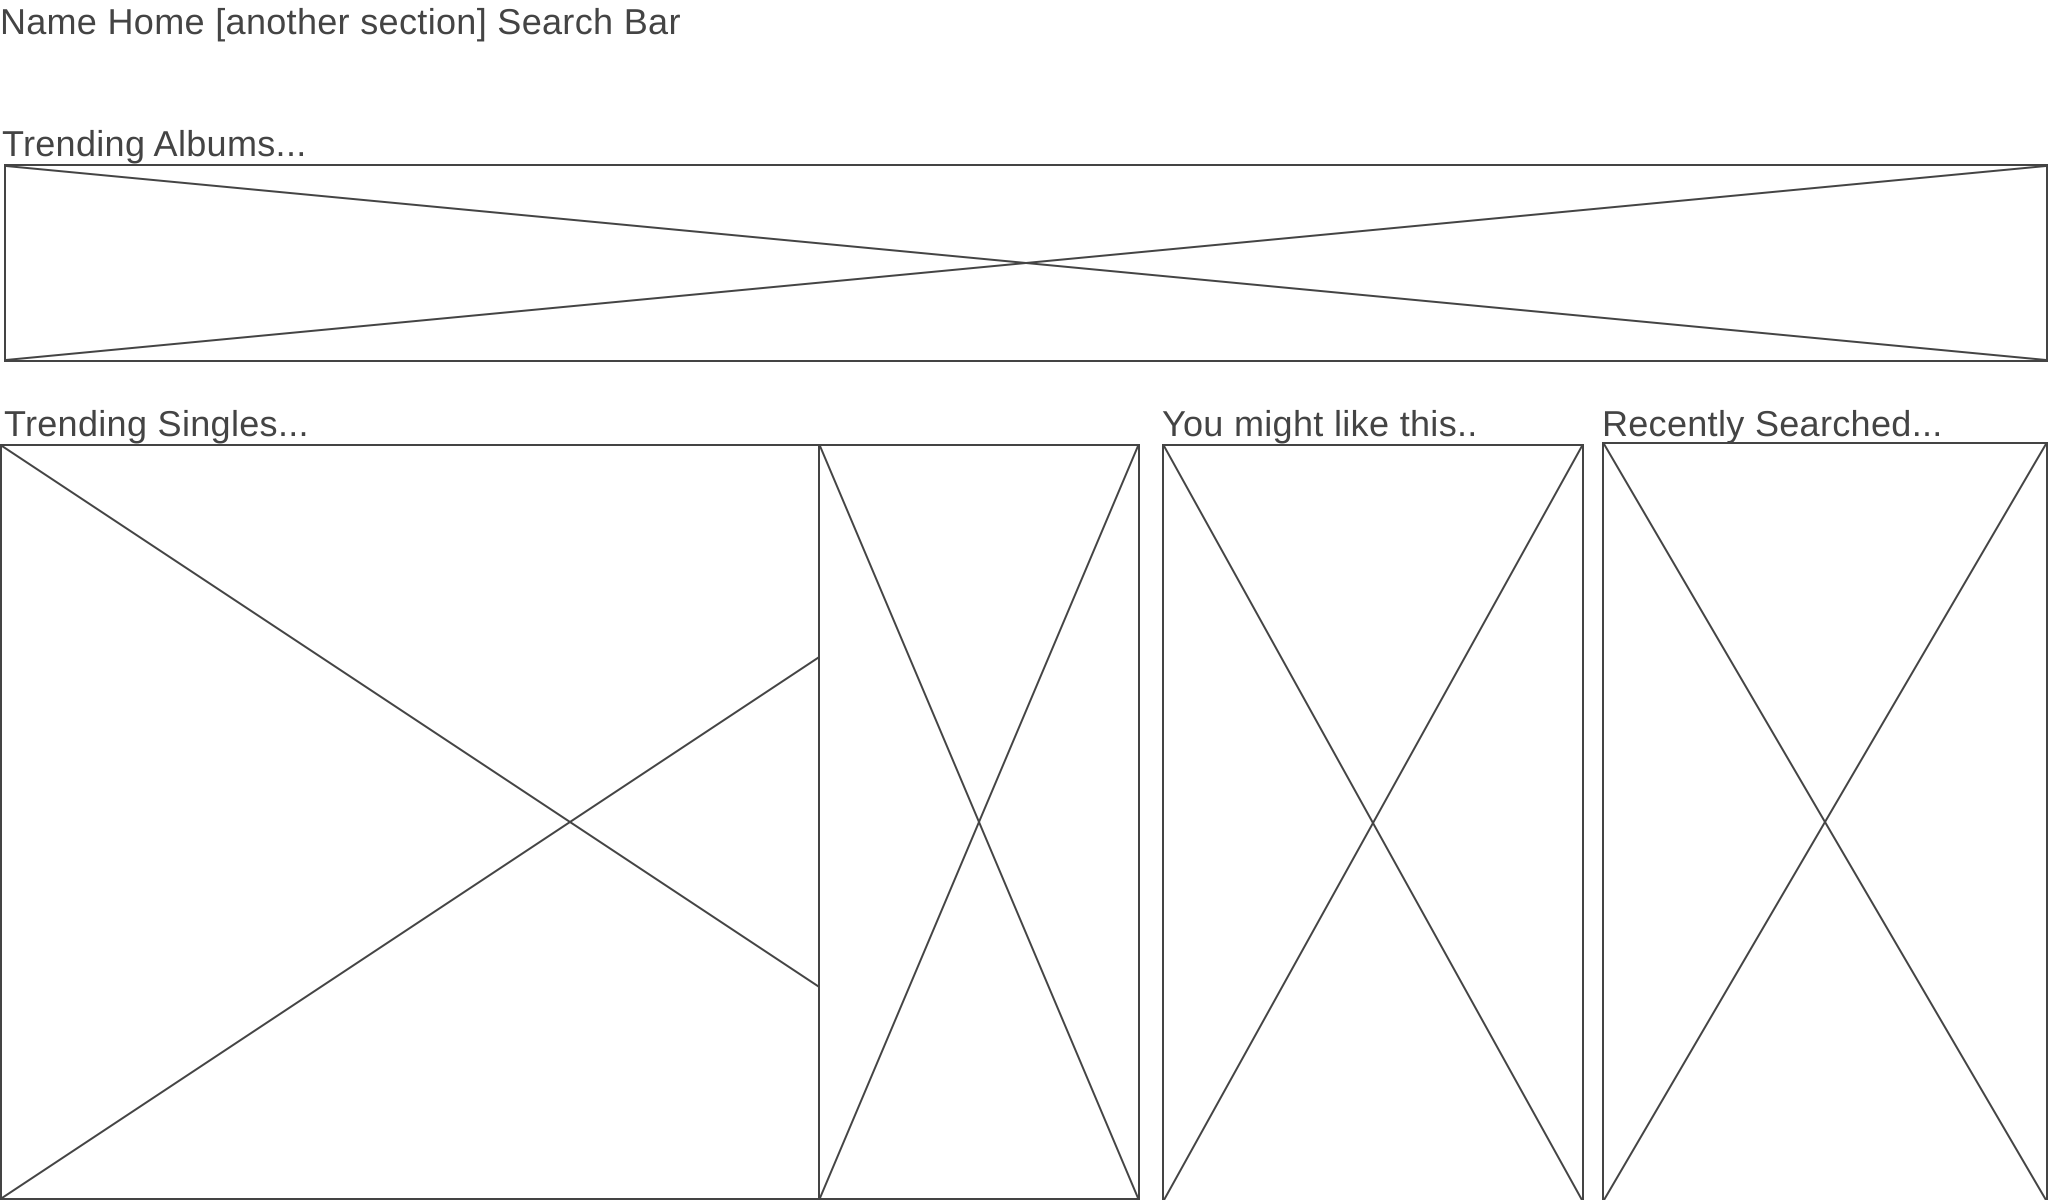 Name Home [another section] Search Bar
Trending Albums...
Trending Singles...
You might like this..
Recently Searched...